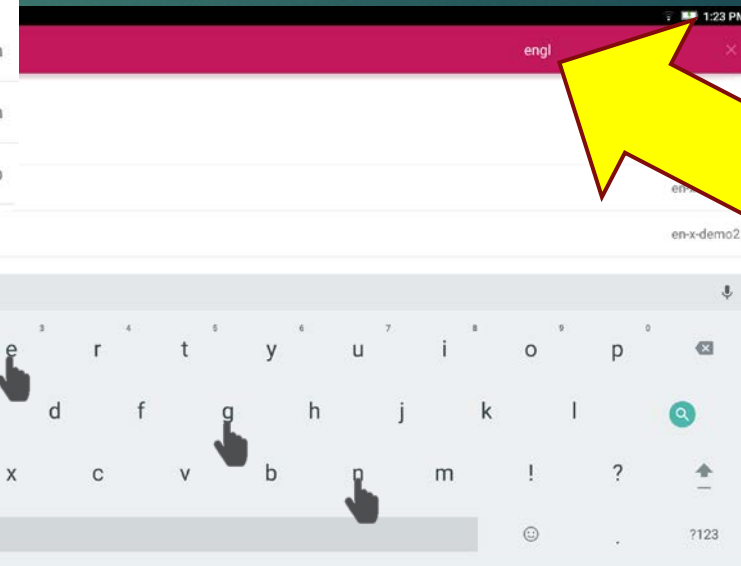 1:23 PM
engl ×
en-x-demo2
3 4 5 6 7 8 9 0
e r t y u i o p
d f g h j k l
x c v b n m ! ?
. ?123